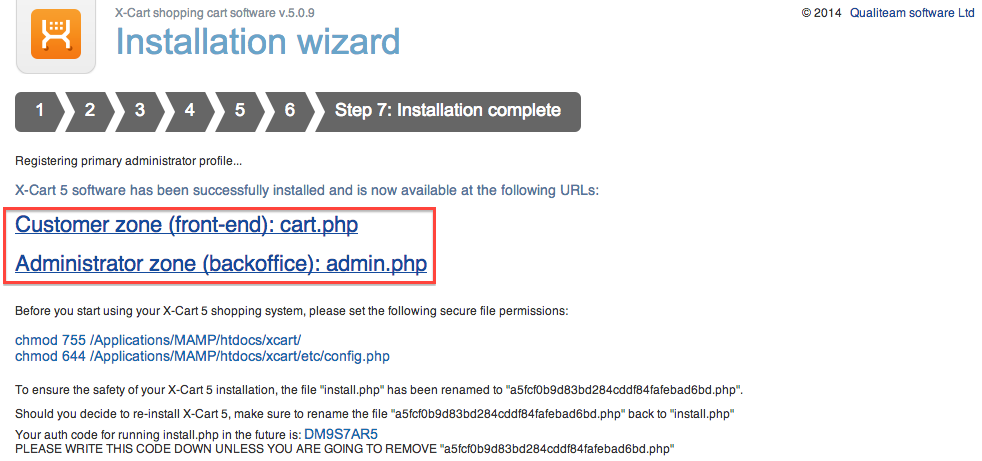 X-Cart shopping cart software v.5.0.9
© 2014 Qualiteam software Ltd
Installation wizard
1 2 3 4 5 6 Step 7: Installation complete
Registering primary administrator profile...
X-Cart 5 software has been successfully installed and is now available at the following URLs:
Customer zone (front-end): cart.php
Administrator zone (backoffice): admin.php
Before you start using your X-Cart 5 shopping system, please set the following secure file permissions:
chmod 755 /Applications/MAMP/htdocs/xcart/
chmod 644 /Applications/MAMP/htdocs/xcart/etc/config.php
To ensure the safety of your X-Cart 5 installation, the file "install.php" has been renamed to "a5fcf0b9d83bd284cddf84fafebad6bd.php".
Should you decide to re-install X-Cart 5, make sure to rename the file "a5fcf0b9d83bd284cddf84fafebad6bd.php" back to "install.php"
Your auth code for running install.php in the future is: DM9S7AR5
PLEASE WRITE THIS CODE DOWN UNLESS YOU ARE GOING TO REMOVE "a5fcf0b9d83bd284cddf84fafebad6bd.php"